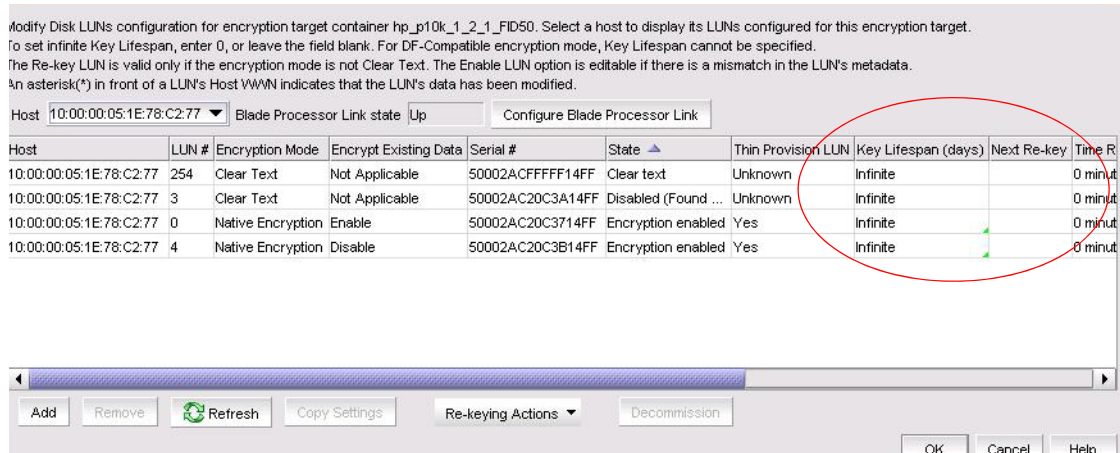 Modify Disk LUNs configuration for encryption target container hp_p10k_1_2_1_FID50. Select a host to display its LUNs configured for this encryption target.
To set infinite Key Lifespan, enter 0, or leave the field blank. For DF-Compatible encryption mode, Key Lifespan cannot be specified.
The Re-key LUN is valid only if the encryption mode is not Clear Text. The Enable LUN option is editable if there is a mismatch in the LUN's metadata.
An asterisk(*) in front of a LUN's Host WWN indicates that the LUN's data has been modified.
Host 10:00:00:05:1E:78:C2:77 Blade Processor Link state Up Configure Blade Processor Link
Host LUN # Encryption Mode Encrypt Existing Data Serial # State Thin Provision LUN Key Lifespan (days) Next Re-key Time R
10:00:00:05:1E:78:C2:77 254 Clear Text Not Applicable 50002ACFFFFF14FF Clear text Unknown Infinite 0 minut
10:00:00:05:1E:78:C2:77 3 Clear Text Not Applicable 50002AC20C3A14FF Disabled (Found ... Unknown Infinite 0 minut
10:00:00:05:1E:78:C2:77 0 Native Encryption Enable 50002AC20C3714FF Encryption enabled Yes Infinite 0 minut
10:00:00:05:1E:78:C2:77 4 Native Encryption Disable 50002AC20C3B14FF Encryption enabled Yes Infinite 0 minut
Add Remove Refresh Copy Settings Re-keying Actions Decommission
OK Cancel Help